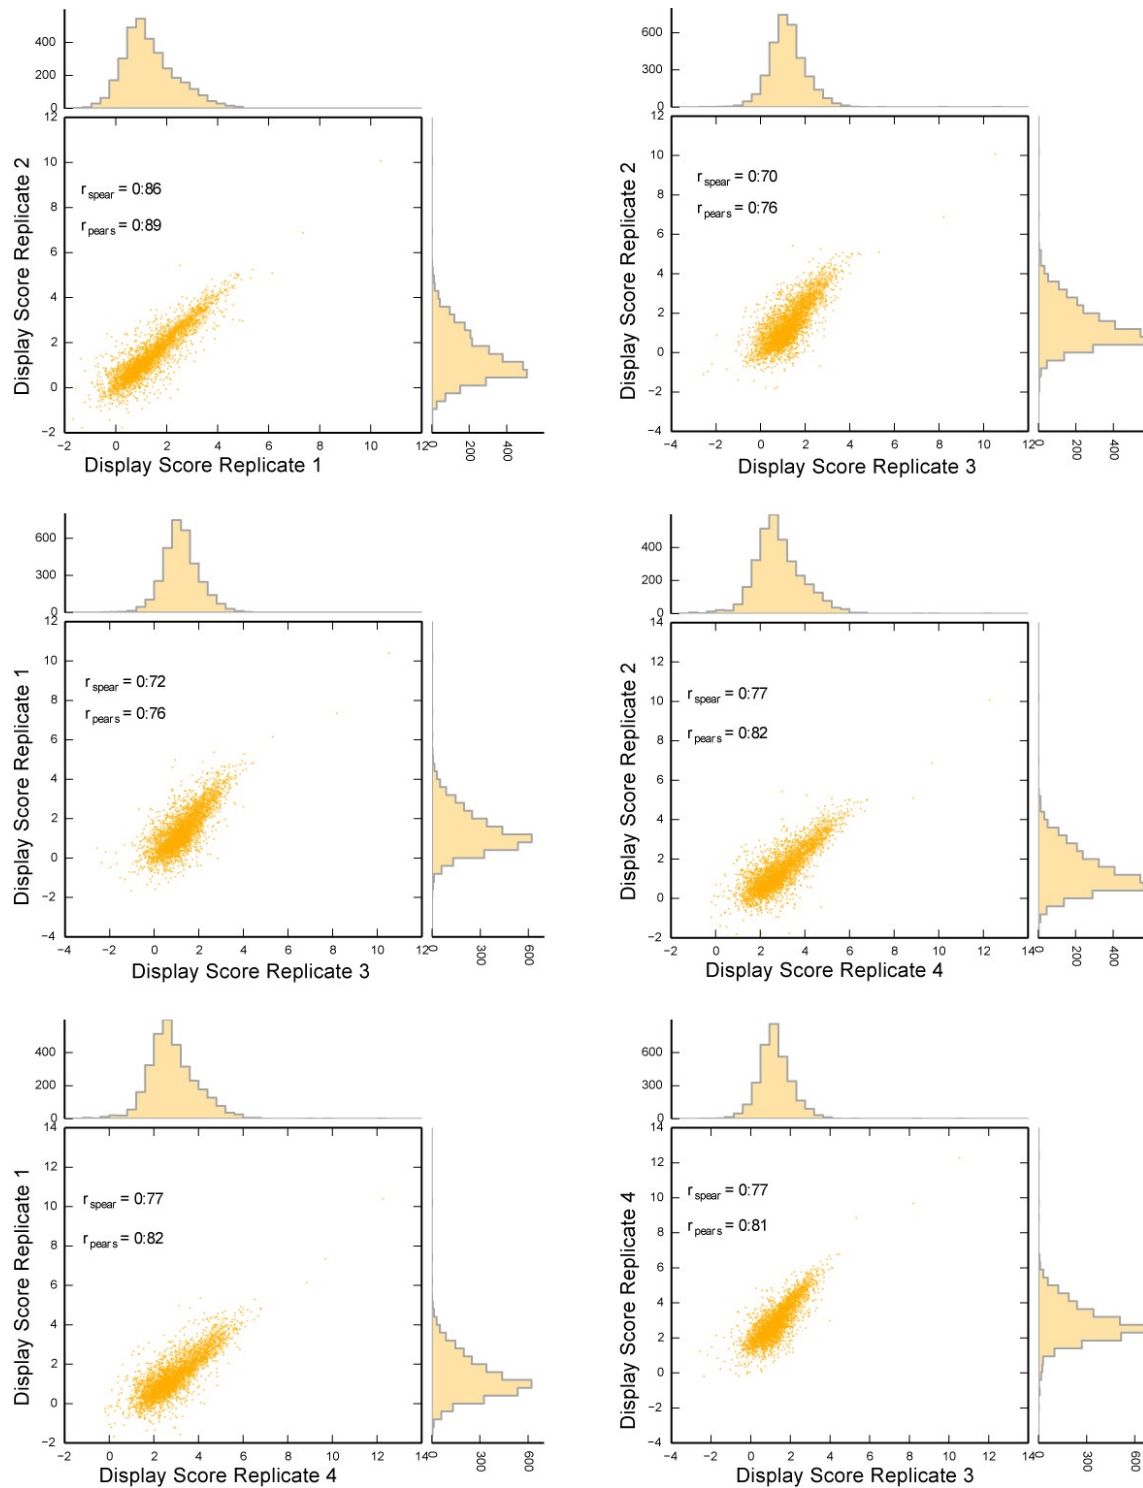 400
200
0
12
10
8
6
4
2
0
−2
Display Score Replicate 2
r spear = 0:86
r pears = 0:89
−2 0 2 4 6 8 10 12
0 200 400
Display Score Replicate 1
600
300
0
12
10
8
6
4
2
0
−2
−4
Display Score Replicate 2
r spear = 0:70
r pears = 0:76
−4 −2 0 2 4 6 8 10 12
0 200 400
Display Score Replicate 3
600
300
0
12
10
8
6
4
2
0
−2
−4
Display Score Replicate 1
r spear = 0:72
r pears = 0:76
−4 −2 0 2 4 6 8 10 12
0 300 600
Display Score Replicate 3
400
200
0
14
12
10
8
6
4
2
0
−2
Display Score Replicate 2
r spear = 0:77
r pears = 0:82
−2 0 2 4 6 8 10 12 14
0 200 400
Display Score Replicate 4
400
200
0
14
12
10
8
6
4
2
0
−2
Display Score Replicate 1
r spear = 0:77
r pears = 0:82
−2 0 2 4 6 8 10 12 14
0 300 600
Display Score Replicate 4
600
300
0
14
12
10
8
6
4
2
0
−2
−4
Display Score Replicate 4
r spear = 0:77
r pears = 0:81
−4 −2 0 2 4 6 8 10 12 14
0 300 600
Display Score Replicate 3